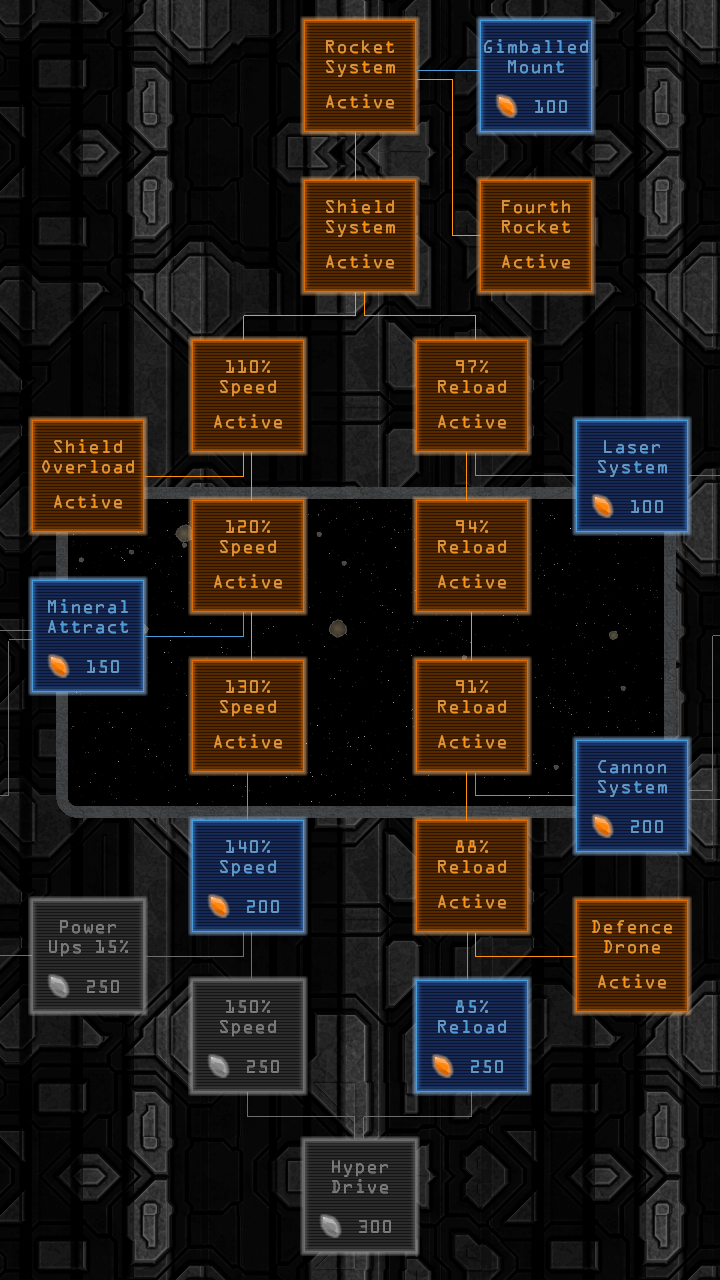 Rocket
System
Active
Gimballed
Mount
100
Shield
System
Active
Fourth
Rocket
Active
110%
Speed
Active
97%
Reload
Active
Shield
Overload
Active
Laser
System
100
120%
Speed
Active
94%
Reload
Active
Mineral
Attract
150
130%
Speed
Active
91%
Reload
Active
Cannon
System
200
140%
Speed
200
88%
Reload
Active
Power
Ups 15%
250
Defence
Drone
Active
150%
Speed
250
85%
Reload
250
Hyper
Drive
300